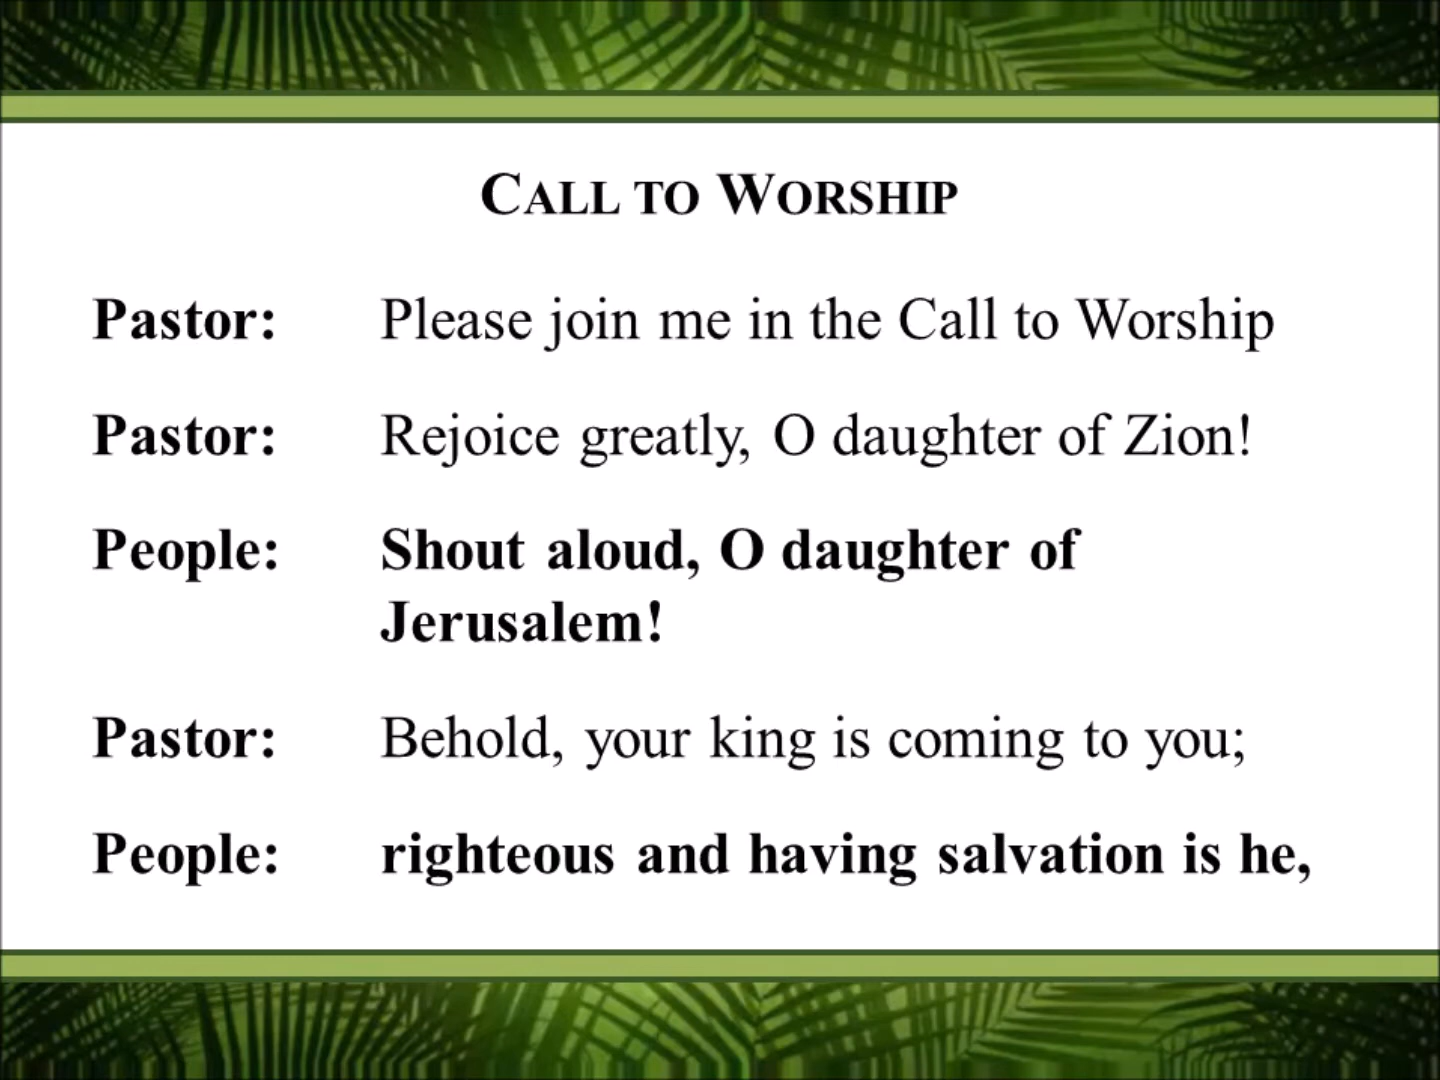 CALL TO WORSHIP
Pastor: Please join me in the Call to Worship
Pastor: Rejoice greatly, O daughter of Zion!
People: Shout aloud, O daughter of
Jerusalem!
Pastor: Behold, your king is coming to you;
People: righteous and having salvation is he,